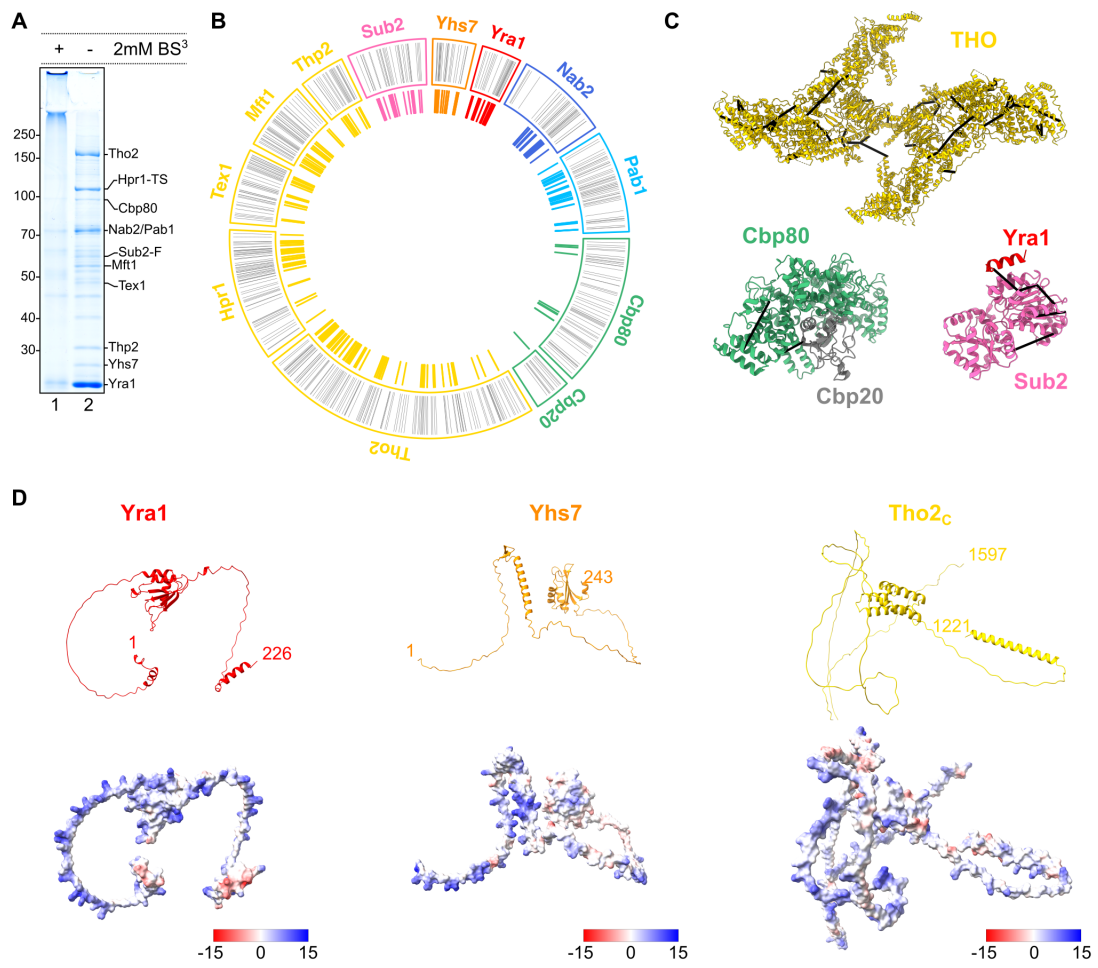 A
+ - 2mM BS³
250
150
100
70
50
40
30
Tho2
Hpr1-TS
Cbp80
Nab2/Pab1
Sub2-F
Mft1
Tex1
Thp2
Yhs7
Yra1
1 2
B
Yhs7
Yra1
Nab2
Pab1
Cbp80
Cbp20
Tho2
Hpr1
Tex1
Mft1
Thp2
Sub2
C
THO
Cbp80
Cbp20
Yra1
Sub2
D
Yra1
Yhs7
Tho2C
1
226
1
243
1597
1221
-15 0 15
-15 0 15
-15 0 15